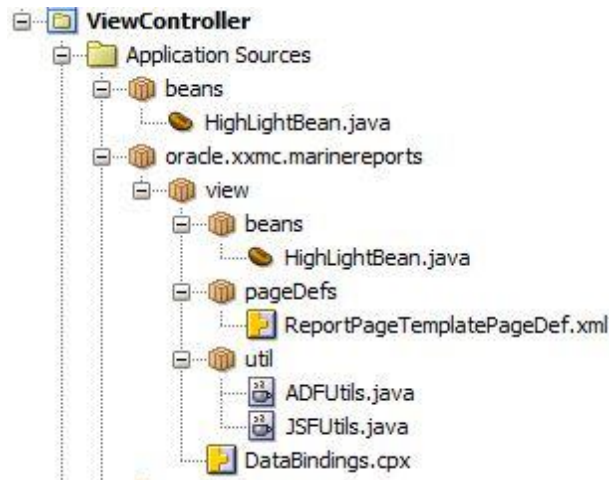 ViewController
Application Sources
beans
HighLightBean.java
oracle.xxmc.marinereports
view
beans
HighLightBean.java
pageDefs
ReportPageTemplatePageDef.xml
util
ADFUtils.java
JSFUtils.java
DataBindings.cpx